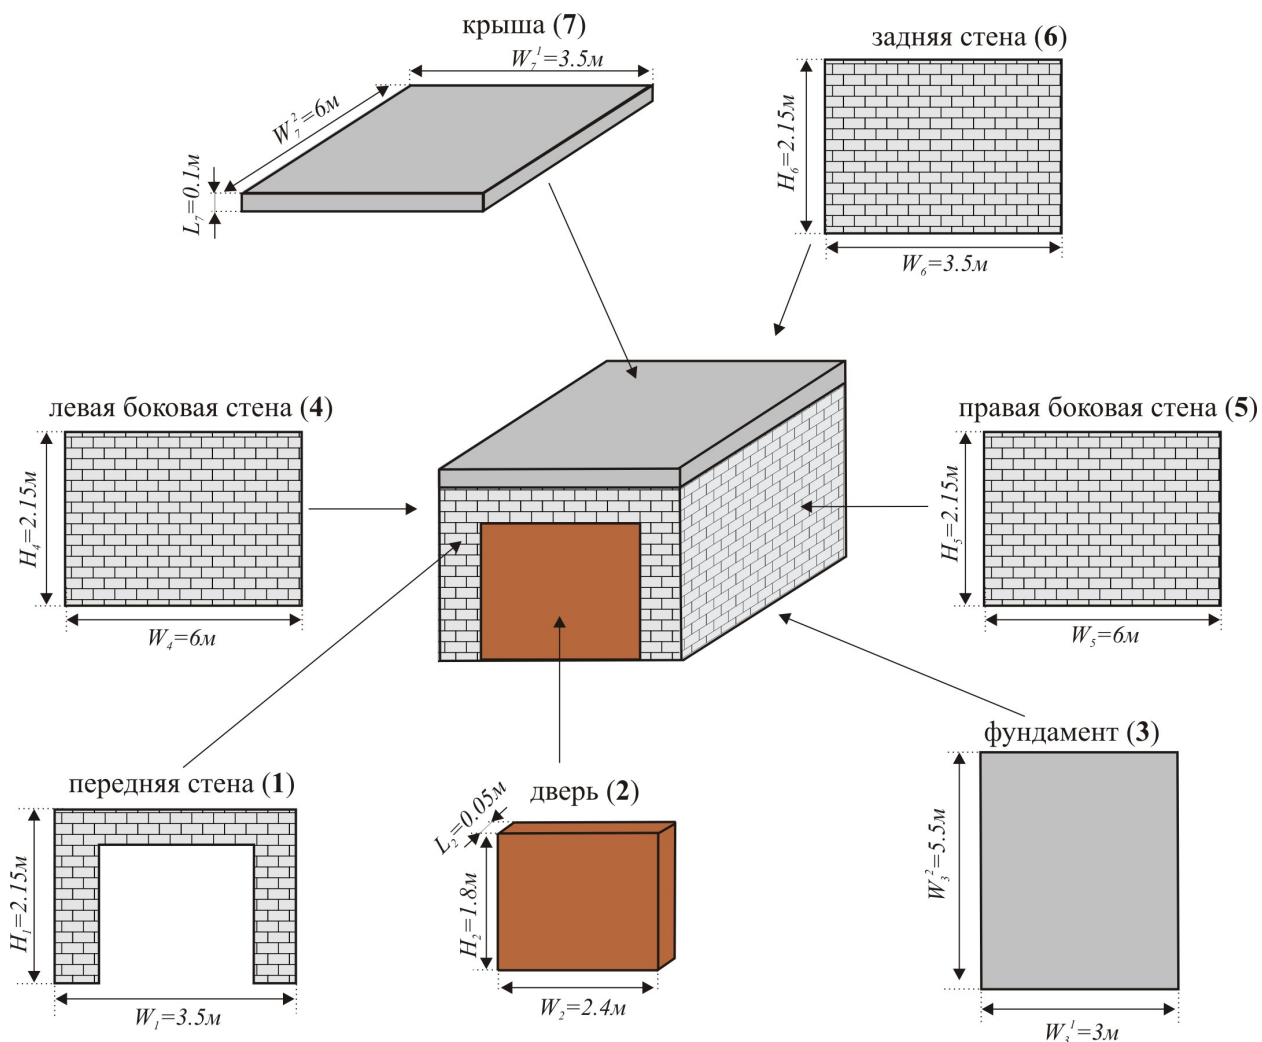 крыша (7)
W₇¹=3.5м
W₇²=6м
L₇=0.1м
задняя стена (6)
H₆=2.15м
W₆=3.5м
левая боковая стена (4)
H₄=2.15м
W₄=6м
правая боковая стена (5)
H₅=2.15м
W₅=6м
передняя стена (1)
H₁=2.15м
W₁=3.5м
дверь (2)
L₂=0.05м
H₂=1.8м
W₂=2.4м
фундамент (3)
W₃²=5.5м
W₃¹=3м